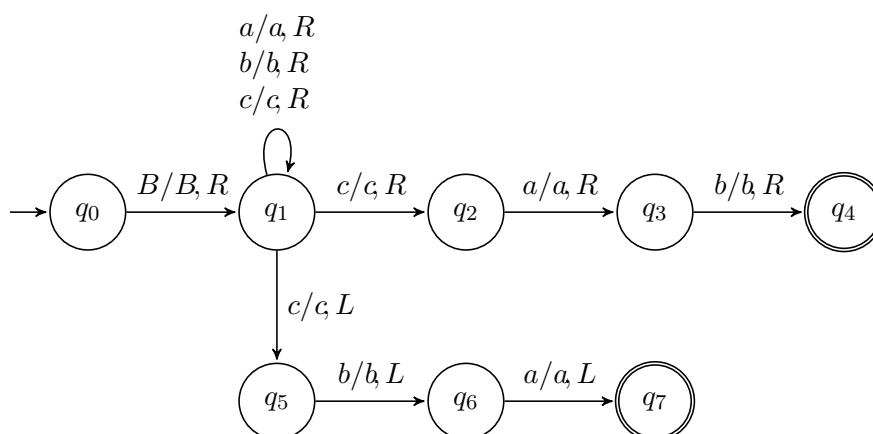 a/a, R
b/b, R
c/c, R
q0 B/B, R q1 c/c, R q2 a/a, R q3 b/b, R q4
c/c, L
q5 b/b, L q6 a/a, L q7